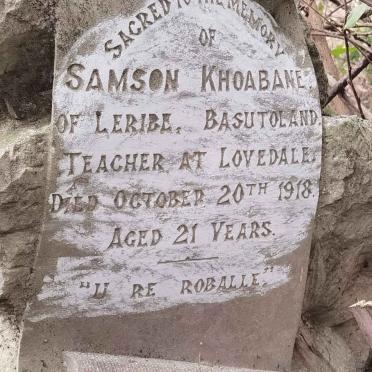 SACRED TO THE MEMORY
OF
SAMSON KHOABANE,
OF LERIBE, BASUTOLAND.
TEACHER AT LOVEDALE.
DIED OCTOBER 20TH 1918.
AGED 21 YEARS.
"U RE ROBALLE."